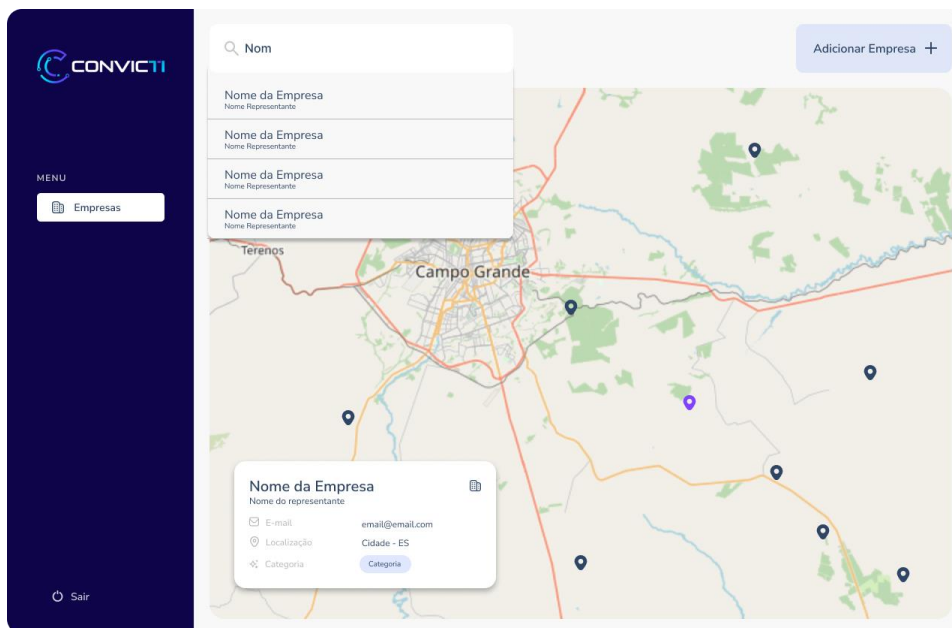 CONVICTI
MENU
Empresas
Sair
Nom
Adicionar Empresa
Nome da Empresa
Nome Representante
Nome da Empresa
Nome Representante
Nome da Empresa
Nome Representante
Nome da Empresa
Nome Representante
Terenos
Campo Grande
Nome da Empresa
Nome do representante
E-mail email@email.com
Localização Cidade - ES
Categoria Categoria